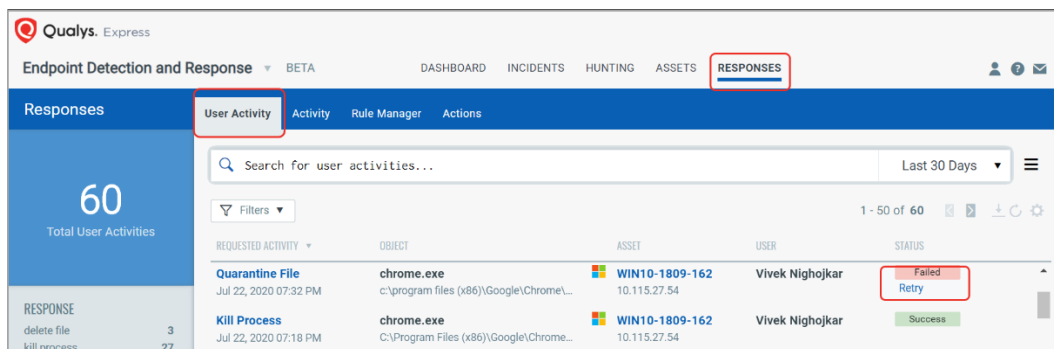 Qualys. Express
Endpoint Detection and Response BETA DASHBOARD INCIDENTS HUNTING ASSETS RESPONSES
Responses User Activity Activity Rule Manager Actions
Search for user activities... Last 30 Days
60
Total User Activities
Filters 1 - 50 of 60
REQUESTED ACTIVITY OBJECT ASSET USER STATUS
Quarantine File chrome.exe WIN10-1809-162 Vivek Nighojkar Failed
Jul 22, 2020 07:32 PM c:\program files (x86)\Google\Chrome\... 10.115.27.54 Retry
RESPONSE
delete file 3
Kill Process chrome.exe WIN10-1809-162 Vivek Nighojkar Success
Jul 22, 2020 07:18 PM C:\Program Files (x86)\Google\Chrome... 10.115.27.54
kill process 27